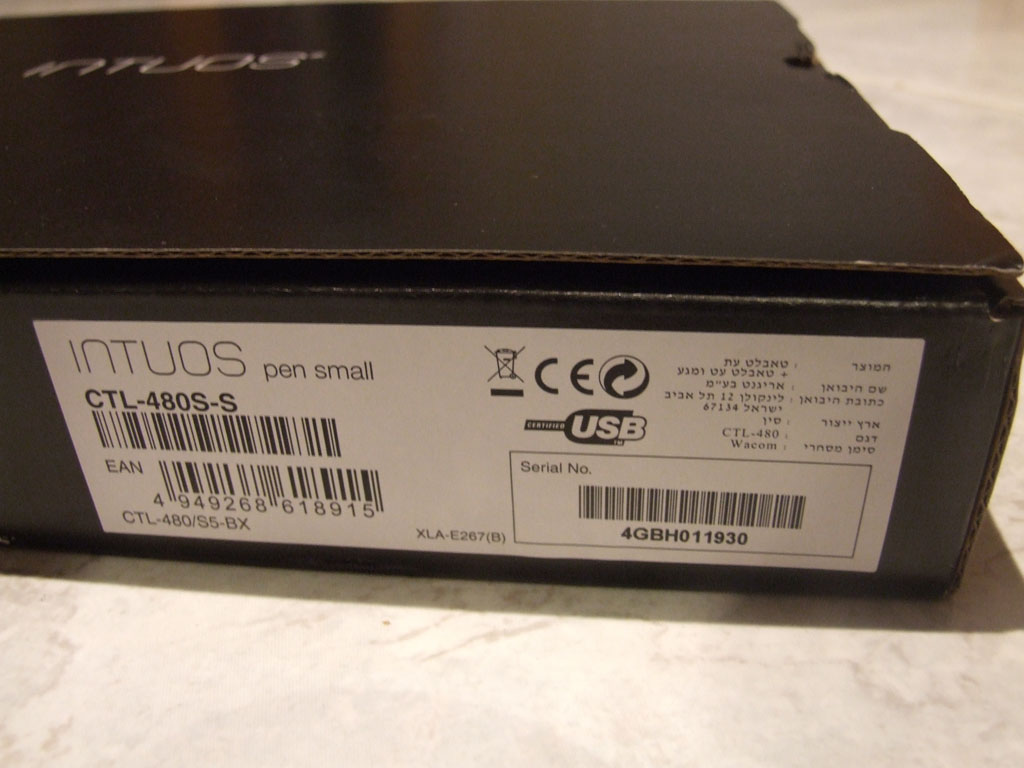 INTUOS
INTUOS pen small
CTL-480S-S
EAN
4 949268 618915
CTL-480/S5-BX
XLA-E267(B)
CERTIFIED USB™
המוצר : טאבלט עט
+ טאבלט עט ומגע
שם היבואן : אריגנט בע"מ
כתובת היבואן : לינקולן 12 תל אביב
ישראל 67134
ארץ ייצור : סין
דגם : CTL-480
סימן מסחרי : Wacom
Serial No.
4GBH011930